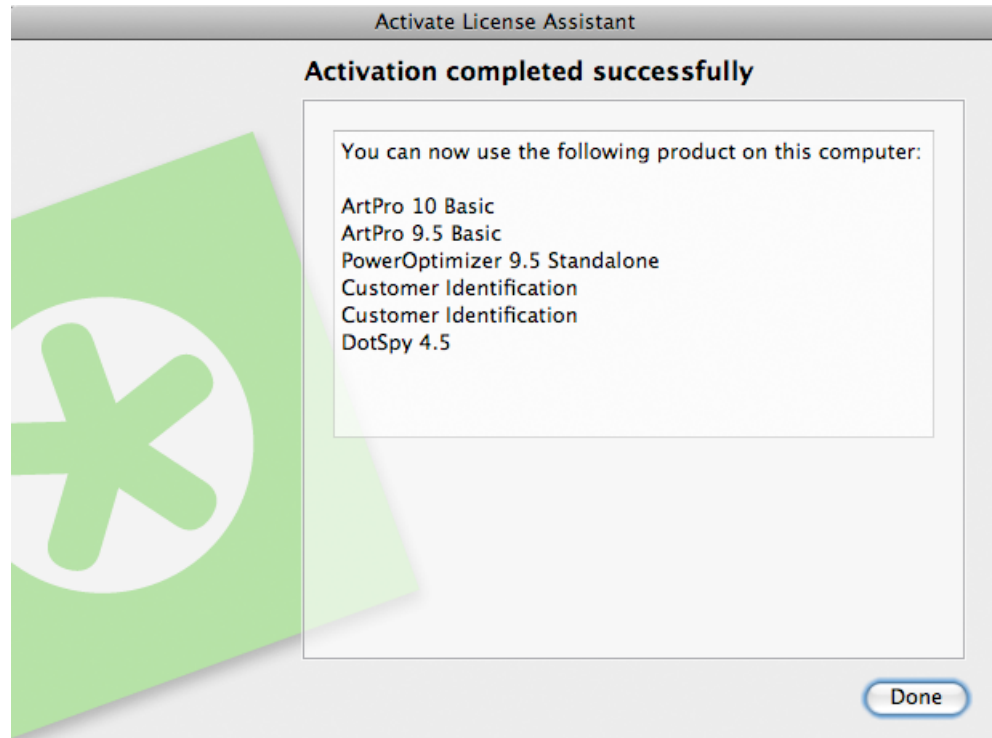 Activate License Assistant
Activation completed successfully
You can now use the following product on this computer:
ArtPro 10 Basic
ArtPro 9.5 Basic
PowerOptimizer 9.5 Standalone
Customer Identification
Customer Identification
DotSpy 4.5
Done